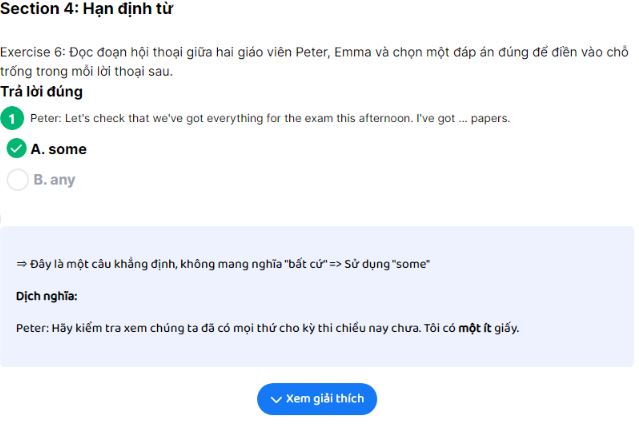 Section 4: Hạn định từ
Exercise 6: Đọc đoạn hội thoại giữa hai giáo viên Peter, Emma và chọn một đáp án đúng để điền vào chỗ
trống trong mỗi lời thoại sau.
Trả lời đúng
1 Peter: Let's check that we've got everything for the exam this afternoon. I've got ... papers.
A. some
B. any
⇒ Đây là một câu khẳng định, không mang nghĩa "bất cứ" => Sử dụng "some"
Dịch nghĩa:
Peter: Hãy kiểm tra xem chúng ta đã có mọi thứ cho kỳ thi chiều nay chưa. Tôi có một ít giấy.
Xem giải thích